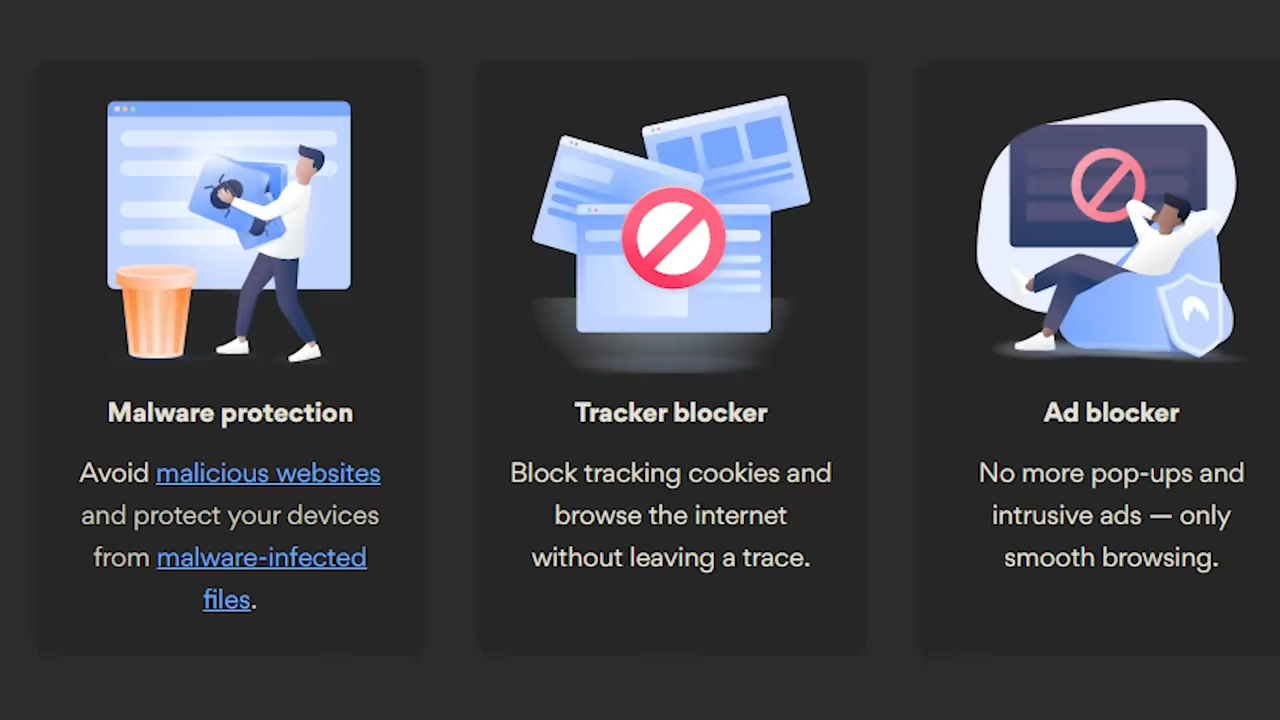 Malware protection
Avoid malicious websites
and protect your devices
from malware-infected
files.
Tracker blocker
Block tracking cookies and
browse the internet
without leaving a trace.
Ad blocker
No more pop-ups and
intrusive ads — only
smooth browsing.